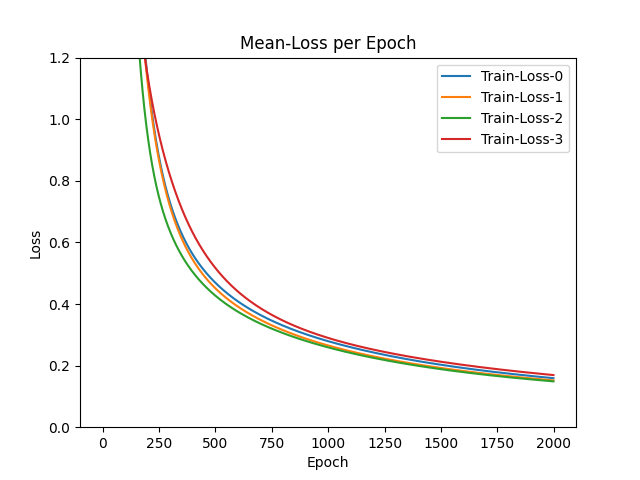 Mean-Loss per Epoch
1.2
1.0
0.8
0.6
0.4
0.2
0.0
Loss
Train-Loss-0
Train-Loss-1
Train-Loss-2
Train-Loss-3
0 250 500 750 1000 1250 1500 1750 2000
Epoch